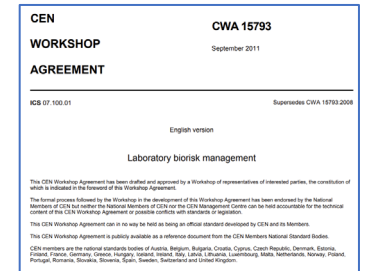 CEN
CWA 15793
WORKSHOP
September 2011
AGREEMENT
ICS 07.100.01
Supersedes CWA 15793:2008
English version
Laboratory biorisk management
This CEN Workshop Agreement has been drafted and approved by a Workshop of representatives of interested parties, the constitution of
which is indicated in the foreword of this Workshop Agreement.
The formal process followed by the Workshop in the development of this Workshop Agreement has been endorsed by the National
Members of CEN but neither the National Members of CEN nor the CEN Management Centre can be held accountable for the technical
content of this CEN Workshop Agreement or possible conflicts with standards or legislation.
This CEN Workshop Agreement can in no way be held as being an official standard developed by CEN and its Members.
This CEN Workshop Agreement is publicly available as a reference document from the CEN Members National Standard Bodies.
CEN members are the national standards bodies of Austria, Belgium, Bulgaria, Croatia, Cyprus, Czech Republic, Denmark, Estonia,
Finland, France, Germany, Greece, Hungary, Iceland, Ireland, Italy, Latvia, Lithuania, Luxembourg, Malta, Netherlands, Norway, Poland,
Portugal, Romania, Slovakia, Slovenia, Spain, Sweden, Switzerland and United Kingdom.